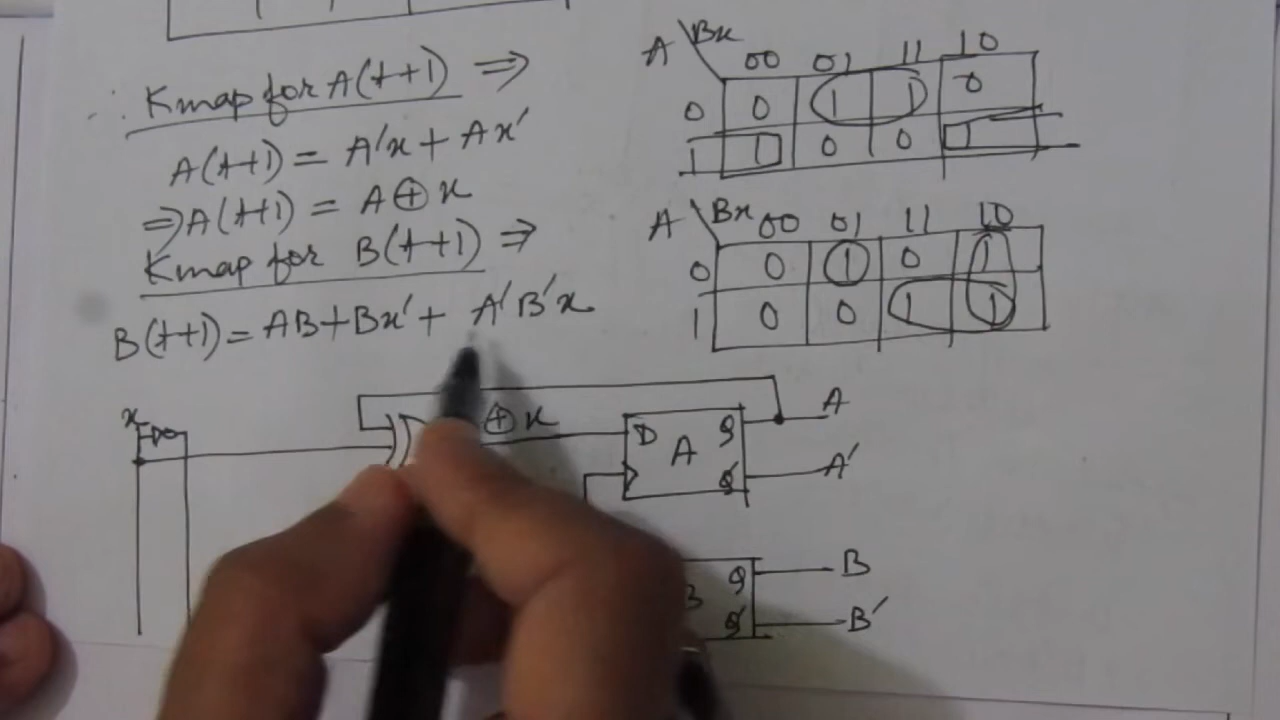 Kmap for A(t+1) ⇒
A(t+1) = A'x + Ax'
⇒ A(t+1) = A ⊕ x
Kmap for B(t+1) ⇒
B(t+1) = AB + Bx' + A'B'x
A Bx 00 01 11 10
0 0 1 1 0
1 1 0 0 1
A Bx 00 01 11 10
0 0 1 0 1
1 0 0 1 1
x
⊕ x
D A Q A
Q' A'
B Q B
Q' B'